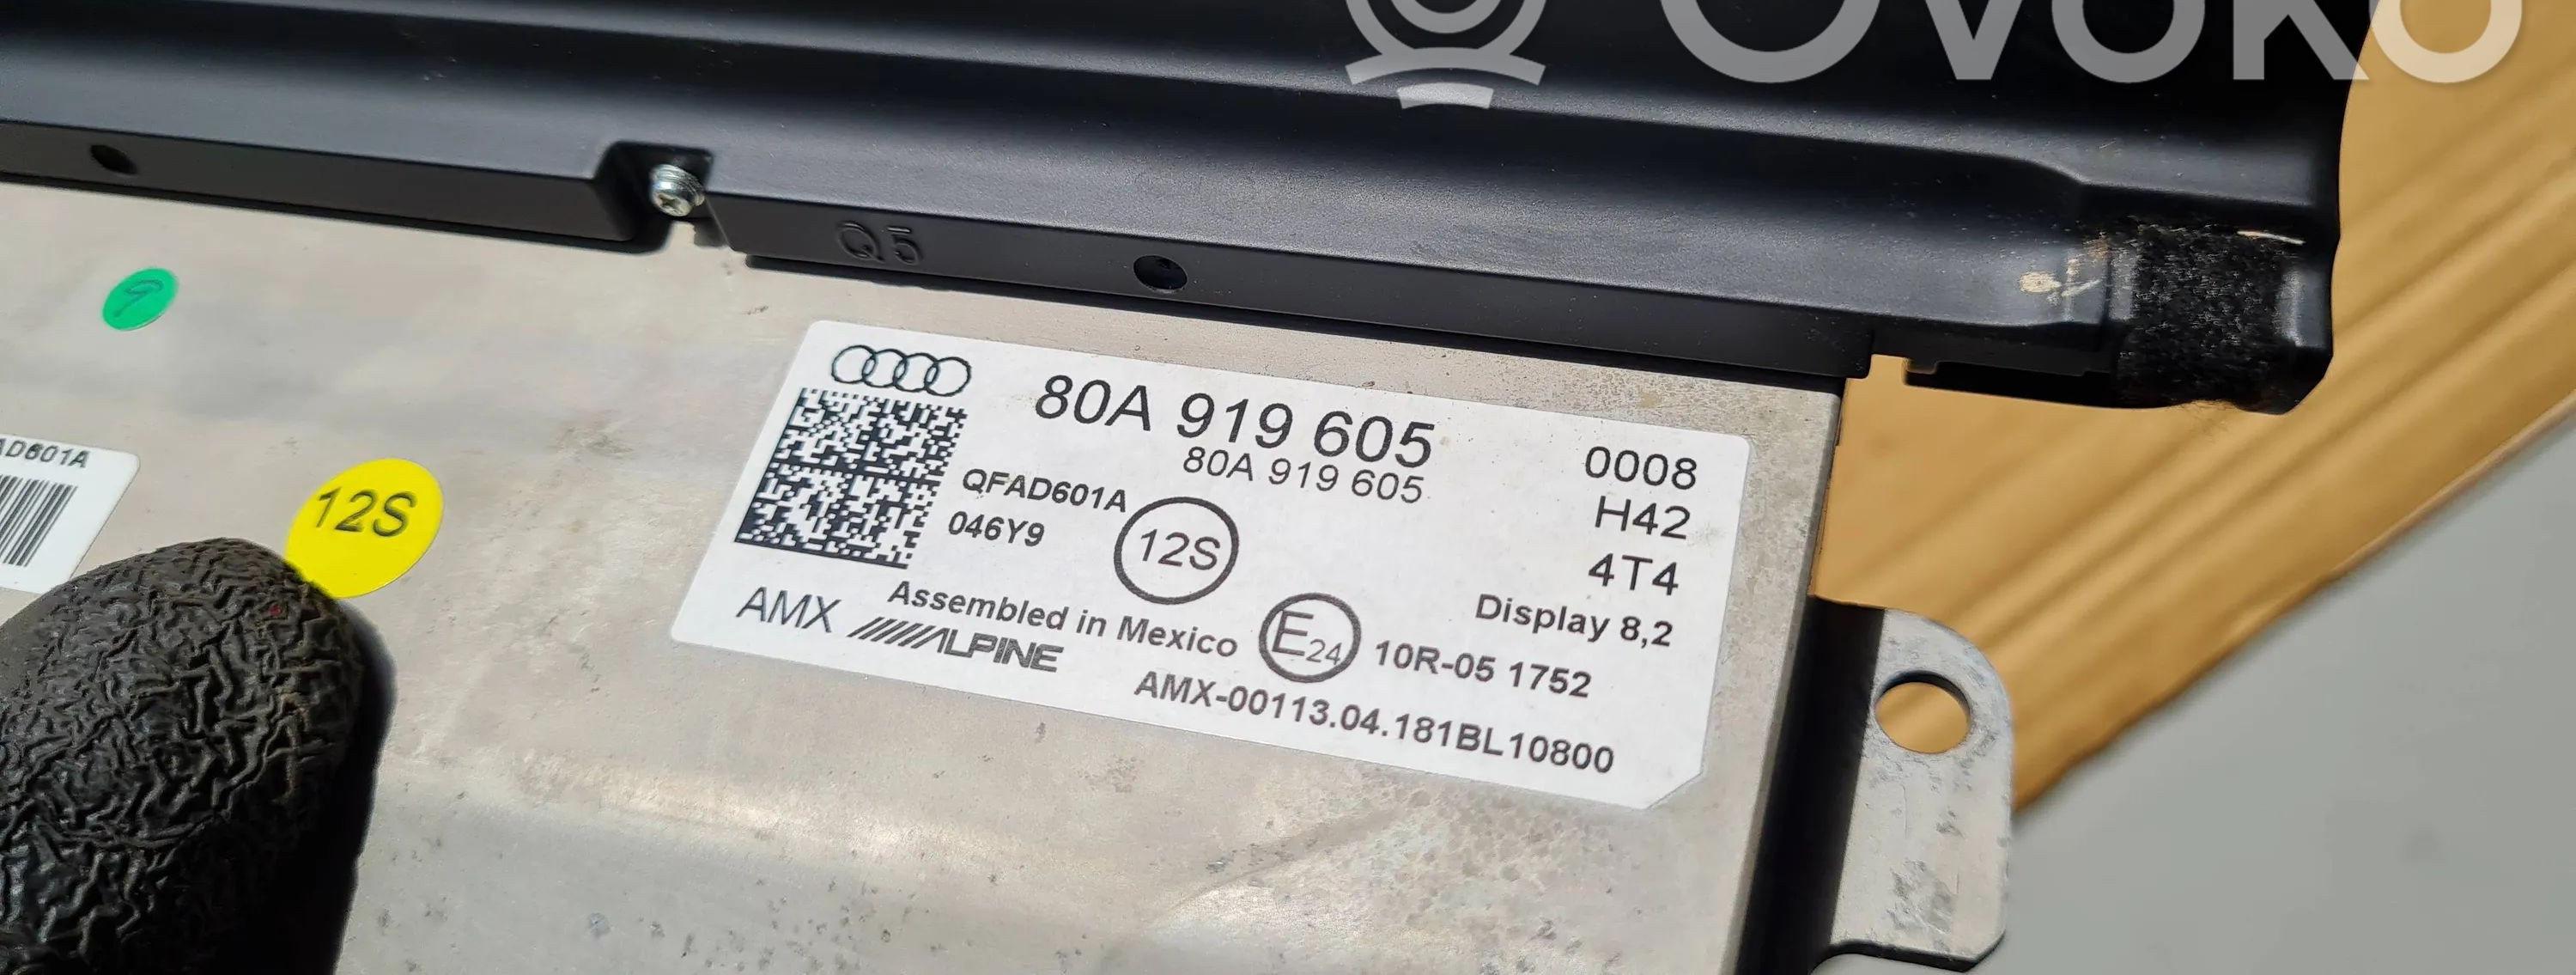 OVOKO
Q5
80A 919 605
80A 919 605
0008
QFAD601A
H42
046Y9
12S
4T4
Display 8,2
Assembled in Mexico
E24
10R-05 1752
AMX
ALPINE
AMX-00113.04.181BL10800
AD601A
12S